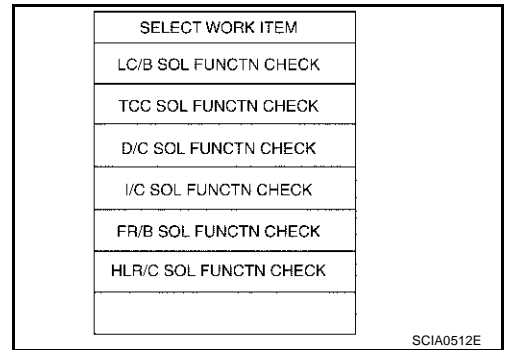 SELECT WORK ITEM
LC/B SOL FUNCTN CHECK
TCC SOL FUNCTN CHECK
D/C SOL FUNCTN CHECK
I/C SOL FUNCTN CHECK
FR/B SOL FUNCTN CHECK
HLR/C SOL FUNCTN CHECK
SCIA0512E